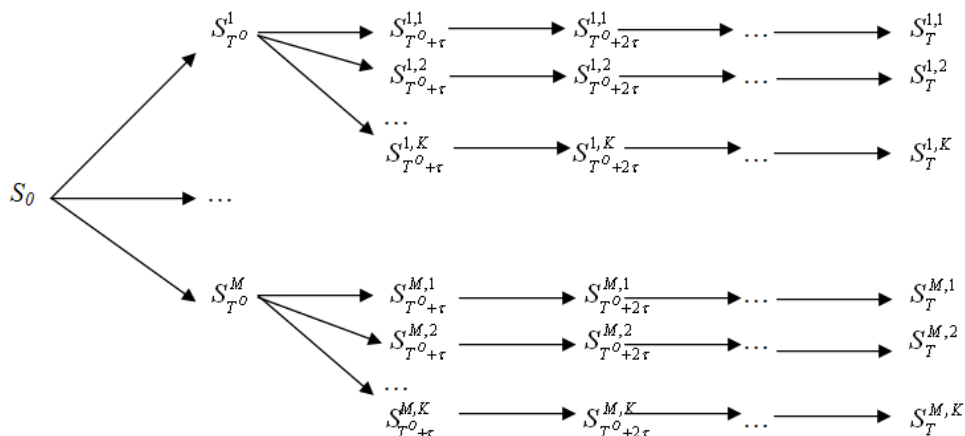 S_{T^O}^{1} S_{T^O+τ}^{1,1} S_{T^O+2τ}^{1,1} ... S_T^{1,1}
S_{T^O+τ}^{1,2} S_{T^O+2τ}^{1,2} ... S_T^{1,2}
...
S_{T^O+τ}^{1,K} S_{T^O+2τ}^{1,K} ... S_T^{1,K}
S_0 ...
S_{T^O}^{M} S_{T^O+τ}^{M,1} S_{T^O+2τ}^{M,1} ... S_T^{M,1}
S_{T^O+τ}^{M,2} S_{T^O+2τ}^{M,2} ... S_T^{M,2}
...
S_{T^O+τ}^{M,K} S_{T^O+2τ}^{M,K} ... S_T^{M,K}